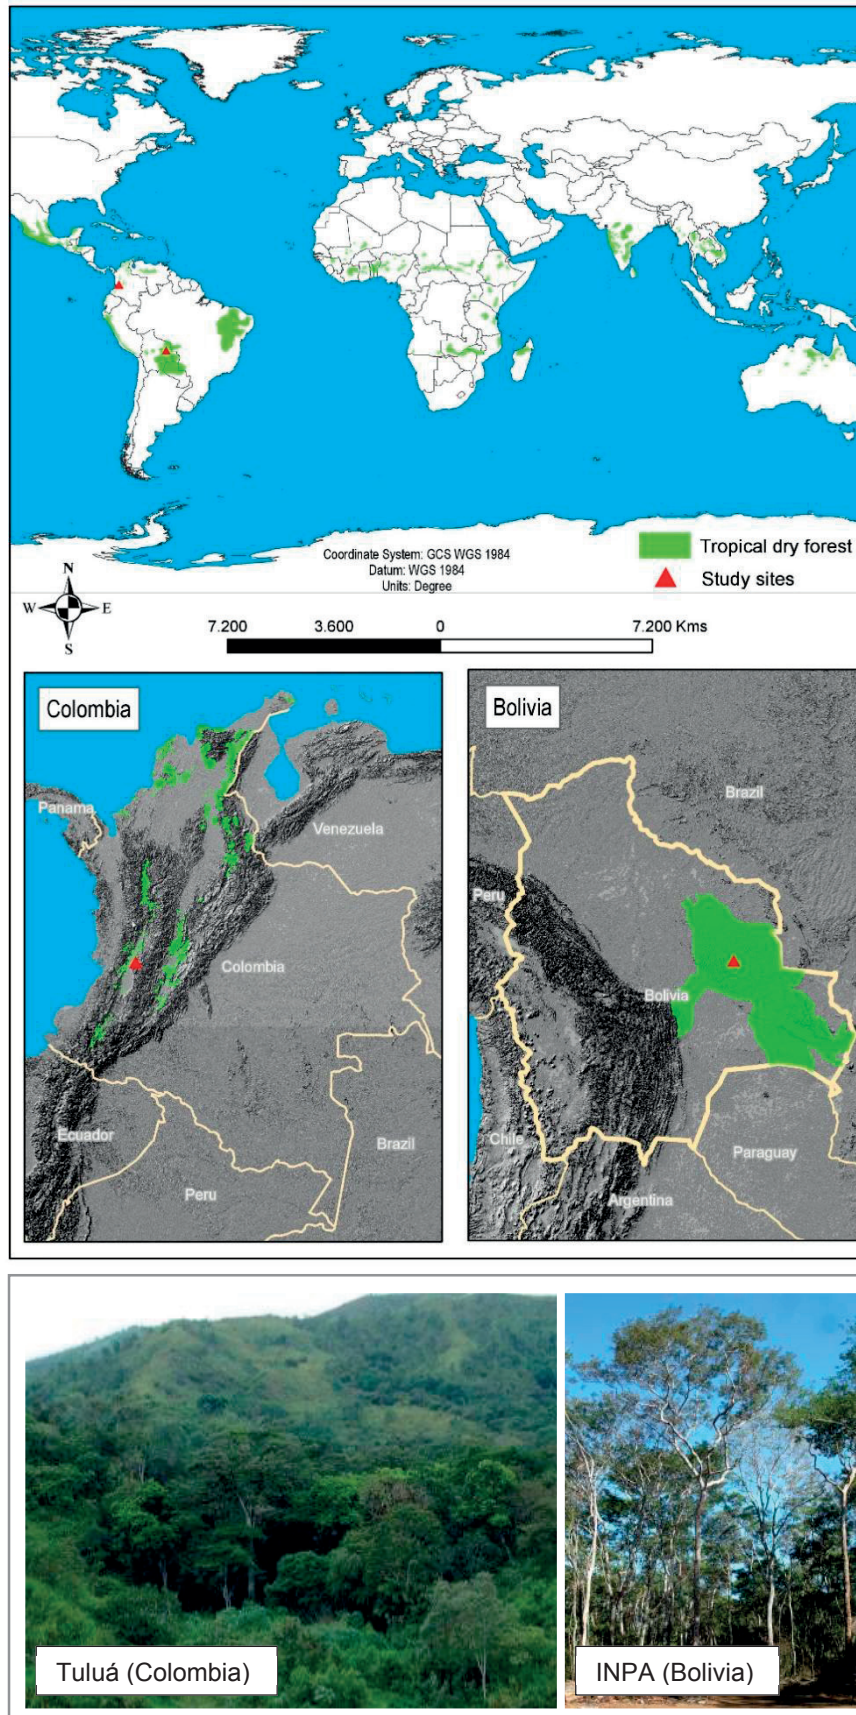 Coordinate System: GCS WGS 1984
Datum: WGS 1984
Units: Degree
Tropical dry forest
Study sites
N
W
E
S
7.200
3.600
0
7.200 Kms
Colombia
Panama
Venezuela
Colombia
Ecuador
Peru
Brazil
Bolivia
Brazil
Peru
Bolivia
Chile
Paraguay
Argentina
Tuluá (Colombia)
INPA (Bolivia)